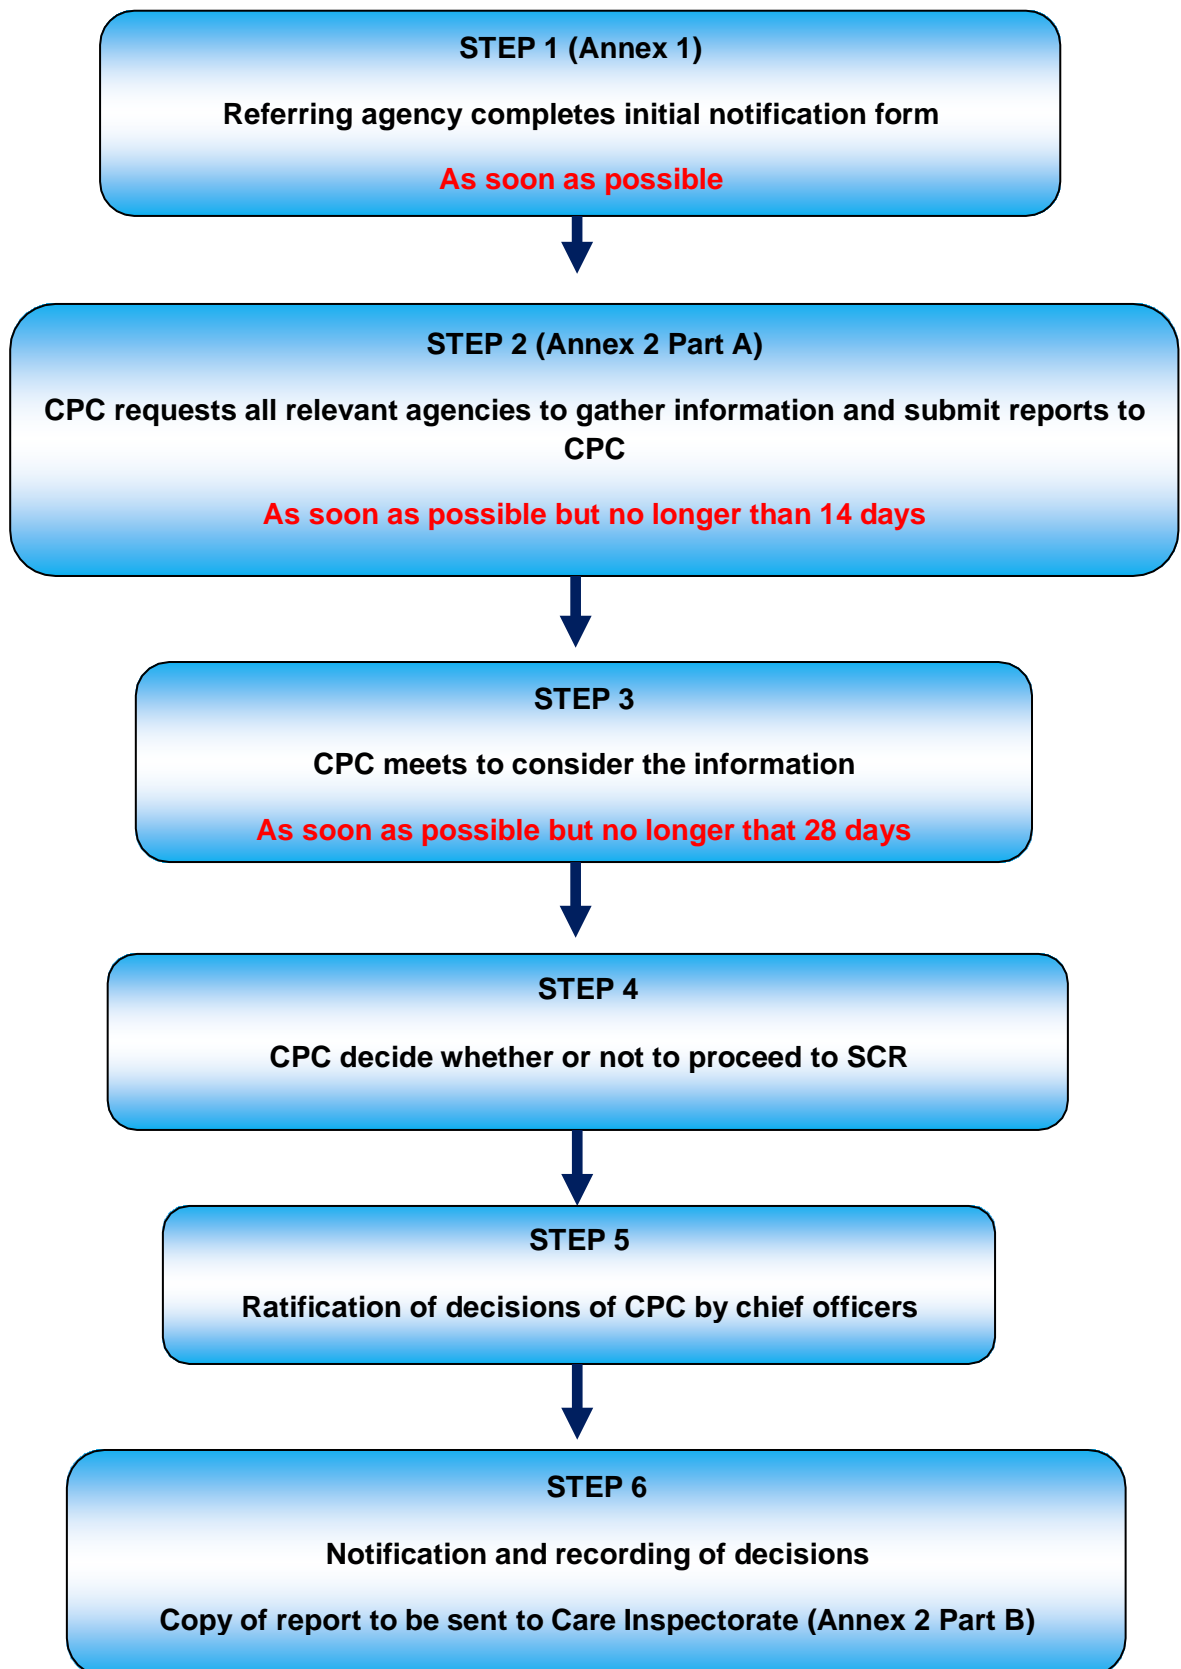 STEP 1 (Annex 1)
Referring agency completes initial notification form
As soon as possible
STEP 2 (Annex 2 Part A)
CPC requests all relevant agencies to gather information and submit reports to
CPC
As soon as possible but no longer than 14 days
STEP 3
CPC meets to consider the information
As soon as possible but no longer that 28 days
STEP 4
CPC decide whether or not to proceed to SCR
STEP 5
Ratification of decisions of CPC by chief officers
STEP 6
Notification and recording of decisions
Copy of report to be sent to Care Inspectorate (Annex 2 Part B)